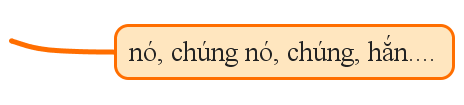 nó, chúng nó, chúng, hắn....